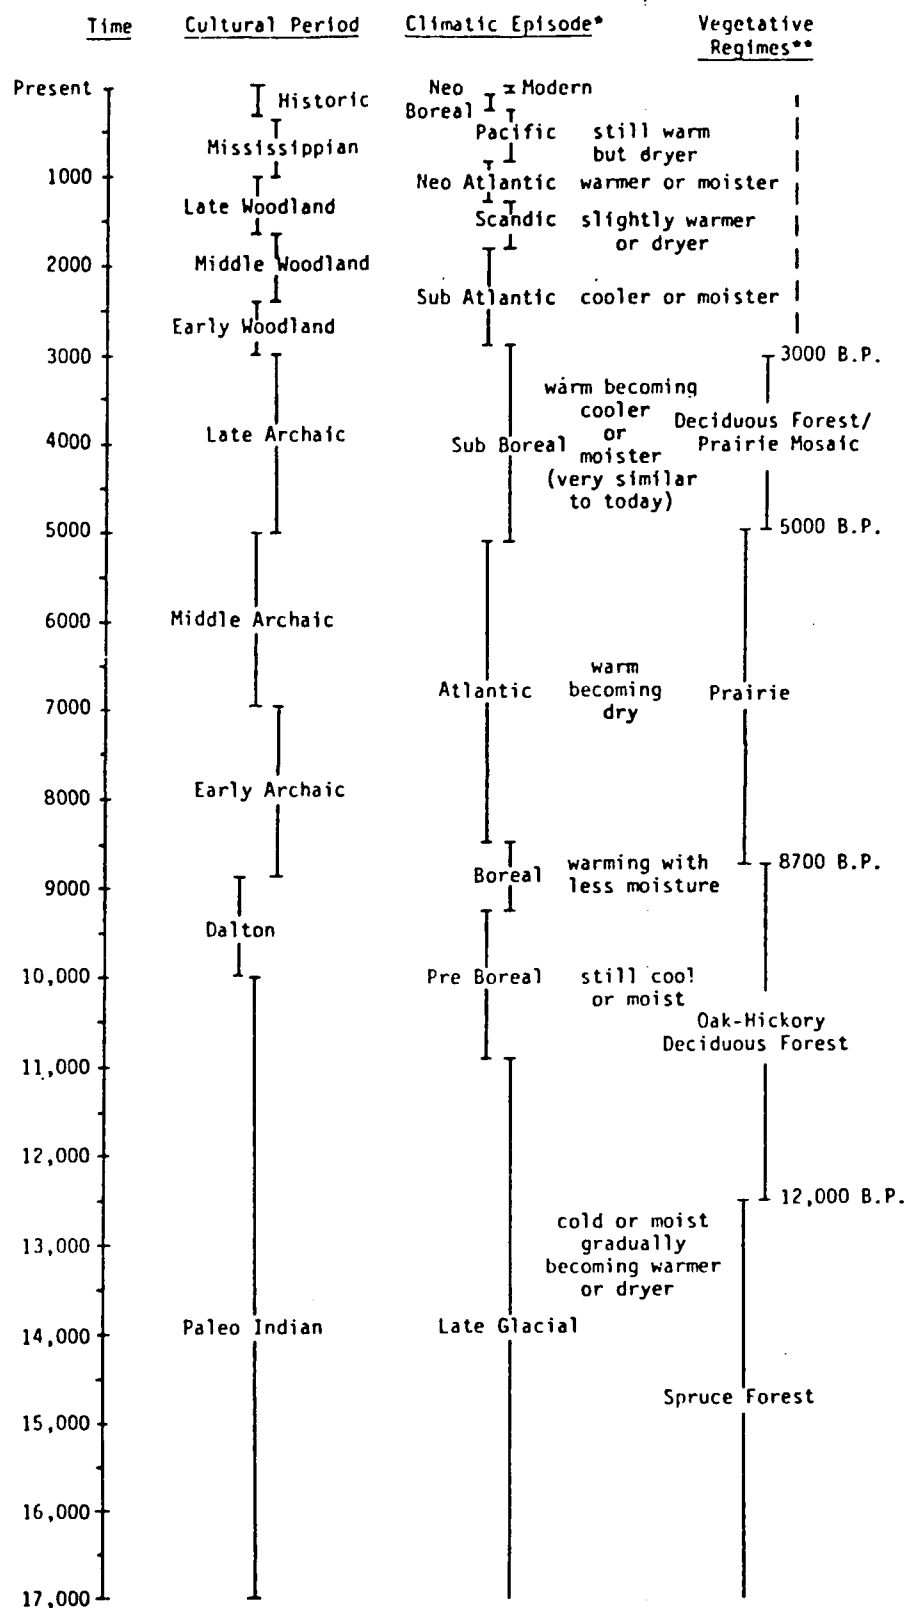 Time Cultural Period Climatic Episode* Vegetative
Regimes**
Present Neo Modern
Historic Boreal
Pacific still warm
Mississippian but dryer
1000 Neo Atlantic warmer or moister
Late Woodland Scandic slightly warmer
or dryer
2000 Middle Woodland
Sub Atlantic cooler or moister
Early Woodland
3000 3000 B.P.
warm becoming
cooler
Late Archaic or Deciduous Forest/
4000 Sub Boreal moister Prairie Mosaic
(very similar
to today)
5000 5000 B.P.
6000 Middle Archaic
warm
Atlantic becoming Prairie
7000 dry
8000 Early Archaic
Boreal warming with 8700 B.P.
9000 less moisture
Dalton
10,000 Pre Boreal still cool
or moist
Oak-Hickory
Deciduous Forest
11,000
12,000
12,000 B.P.
cold or moist
13,000 gradually
becoming warmer
or dryer
14,000 Paleo Indian Late Glacial
Spruce Forest
15,000
16,000
17,000